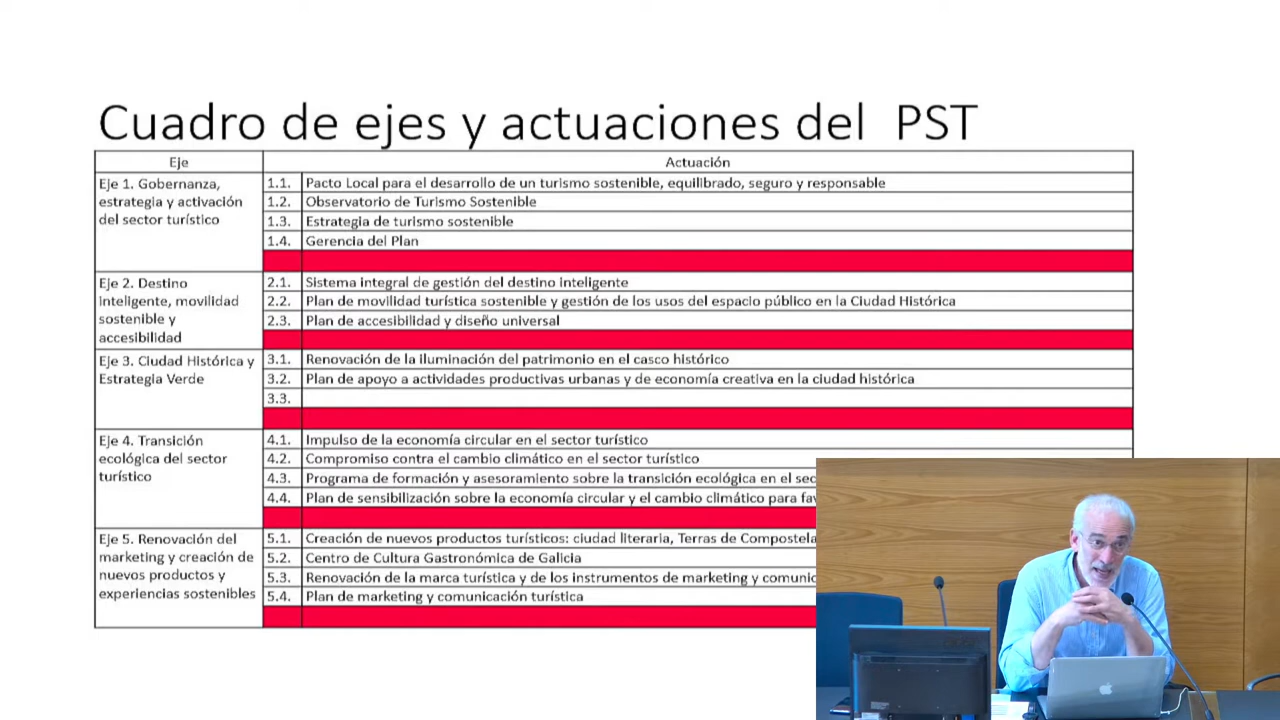 Cuadro de ejes y actuaciones del PST
Eje Actuación
Eje 1. Gobernanza,
estrategia y activación
del sector turístico
1.1. Pacto Local para el desarrollo de un turismo sostenible, equilibrado, seguro y responsable
1.2. Observatorio de Turismo Sostenible
1.3. Estrategia de turismo sostenible
1.4. Gerencia del Plan
Eje 2. Destino
inteligente, movilidad
sostenible y
accesibilidad
2.1. Sistema integral de gestión del destino inteligente
2.2. Plan de movilidad turística sostenible y gestión de los usos del espacio público en la Ciudad Histórica
2.3. Plan de accesibilidad y diseño universal
Eje 3. Ciudad Histórica y
Estrategia Verde
3.1. Renovación de la iluminación del patrimonio en el casco histórico
3.2. Plan de apoyo a actividades productivas urbanas y de economía creativa en la ciudad histórica
3.3.
Eje 4. Transición
ecológica del sector
turístico
4.1. Impulso de la economía circular en el sector turístico
4.2. Compromiso contra el cambio climático en el sector turístico
4.3. Programa de formación y asesoramiento sobre la transición ecológica en el
4.4. Plan de sensibilización sobre la economía circular y el cambio climático para
Eje 5. Renovación del
marketing y creación de
nuevos productos y
experiencias sostenibles
5.1. Creación de nuevos productos turísticos: ciudad literaria, Terras de Compostela
5.2. Centro de Cultura Gastronómica de Galicia
5.3. Renovación de la marca turística y de los instrumentos de marketing y
5.4. Plan de marketing y comunicación turística